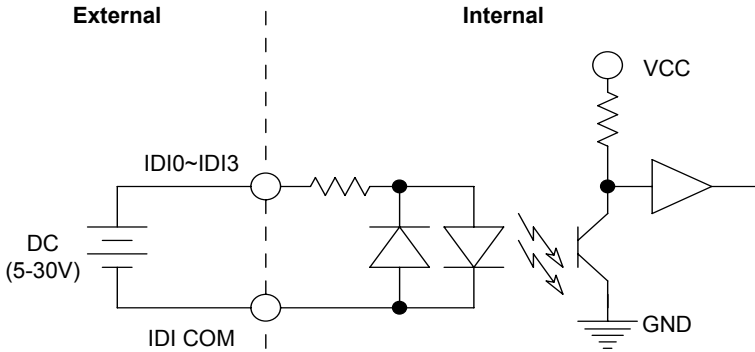 External
Internal
VCC
IDI0~IDI3
DC
(5-30V)
IDI COM
GND